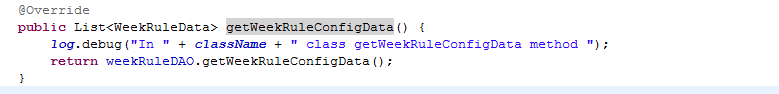 @Override
public List<WeekRuleData> getWeekRuleConfigData() {
log.debug("In " + className + " class getWeekRuleConfigData method ");
return weekRuleDAO.getWeekRuleConfigData();
}